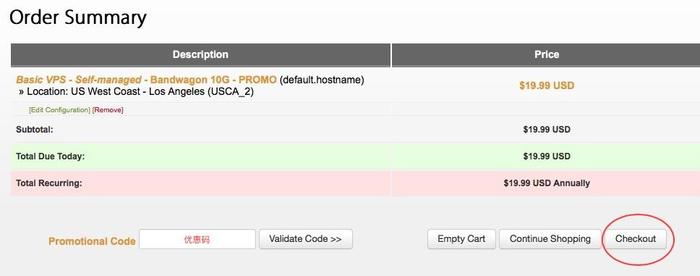 Order Summary
Description Price
Basic VPS - Self-managed - Bandwagon 10G - PROMO (default.hostname) $19.99 USD
» Location: US West Coast - Los Angeles (USCA_2)
[Edit Configuration] [Remove]
Subtotal: $19.99 USD
Total Due Today: $19.99 USD
Total Recurring: $19.99 USD Annually
Promotional Code 优惠码 Validate Code >> Empty Cart Continue Shopping Checkout